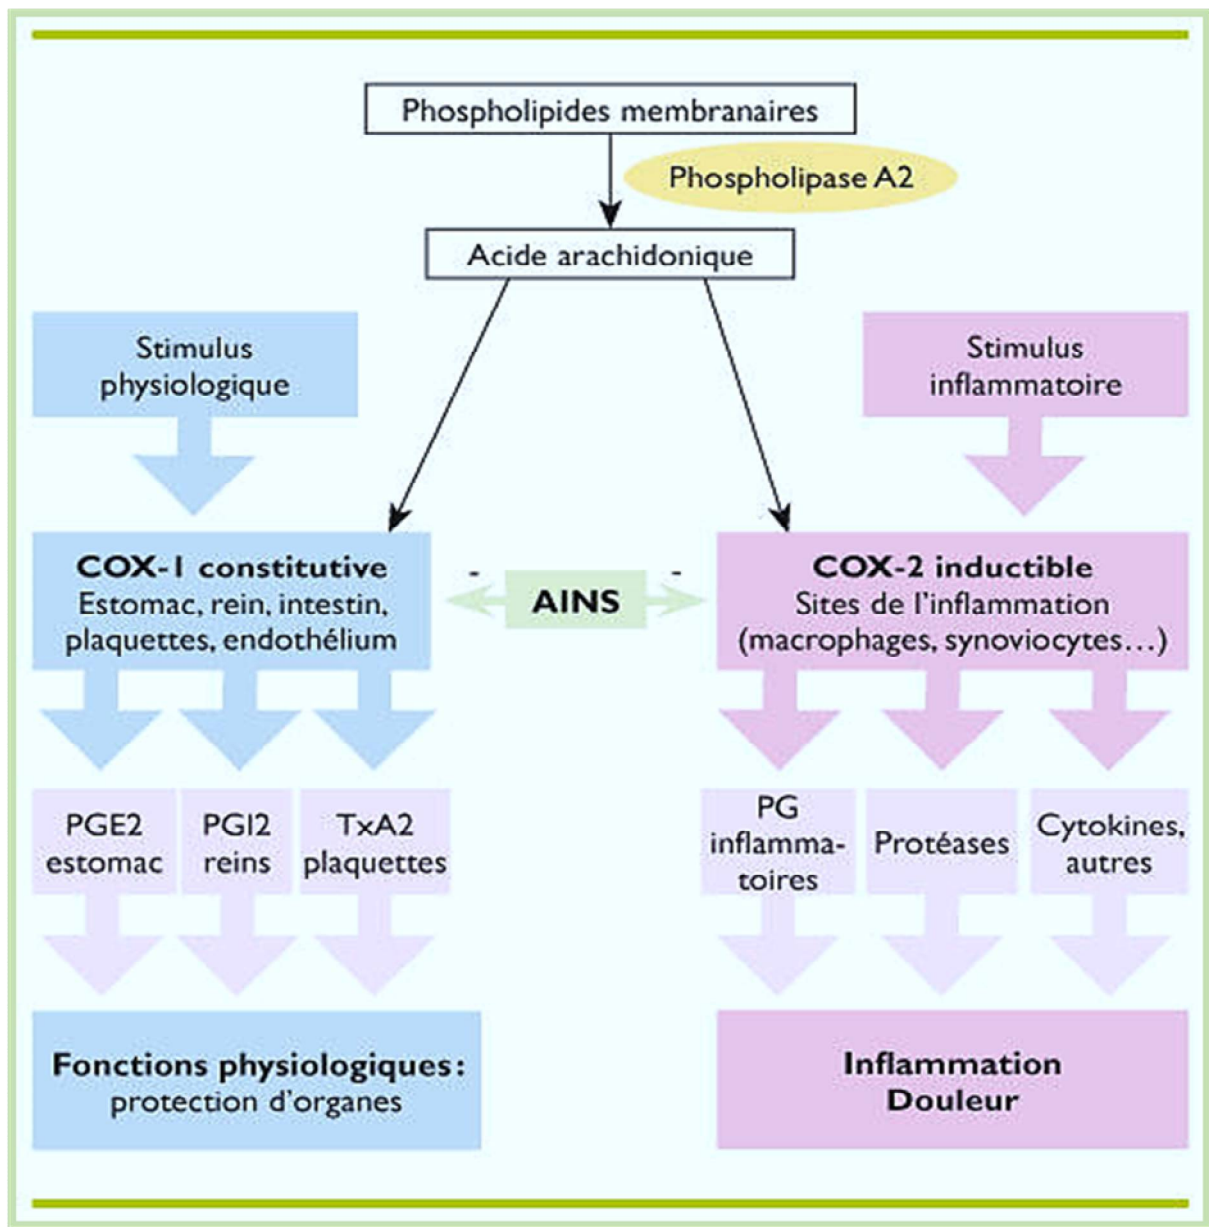 Phospholipides membranaires
Phospholipase A2
Acide arachidonique
Stimulus
physiologique
Stimulus
inflammatoire
COX-1 constitutive
Estomac, rein, intestin,
plaquettes, endothélium
-
AINS
-
COX-2 inductible
Sites de l'inflammation
(macrophages, synoviocytes…)
PGE2
estomac
PGI2
reins
TxA2
plaquettes
PG
inflamma-
toires
Protéases
Cytokines,
autres
Fonctions physiologiques :
protection d'organes
Inflammation
Douleur